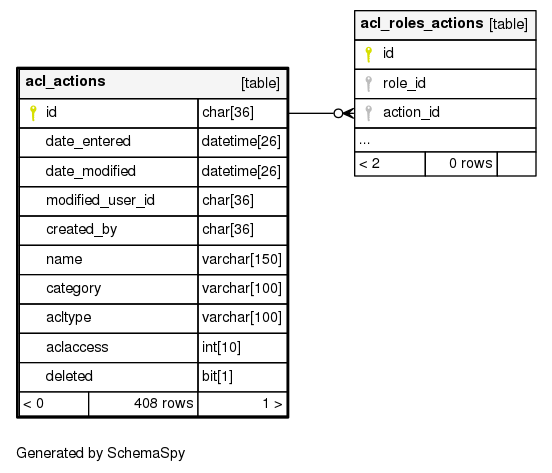 acl_roles_actions [table]
id
role_id
action_id
...
< 2 0 rows
acl_actions [table]
id char[36]
date_entered datetime[26]
date_modified datetime[26]
modified_user_id char[36]
created_by char[36]
name varchar[150]
category varchar[100]
acltype varchar[100]
aclaccess int[10]
deleted bit[1]
< 0 408 rows 1 >
Generated by SchemaSpy